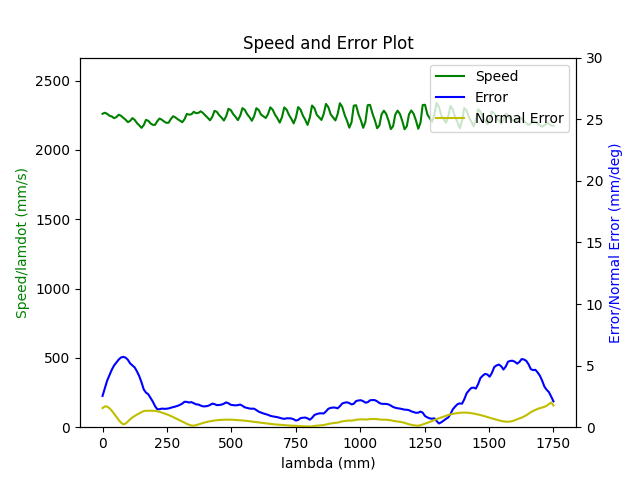 Speed and Error Plot
Speed
Error
Normal Error
Speed/lamdot (mm/s)
2500
2000
1500
1000
500
0
30
25
20
15
10
5
0
Error/Normal Error (mm/deg)
0 250 500 750 1000 1250 1500 1750
lambda (mm)